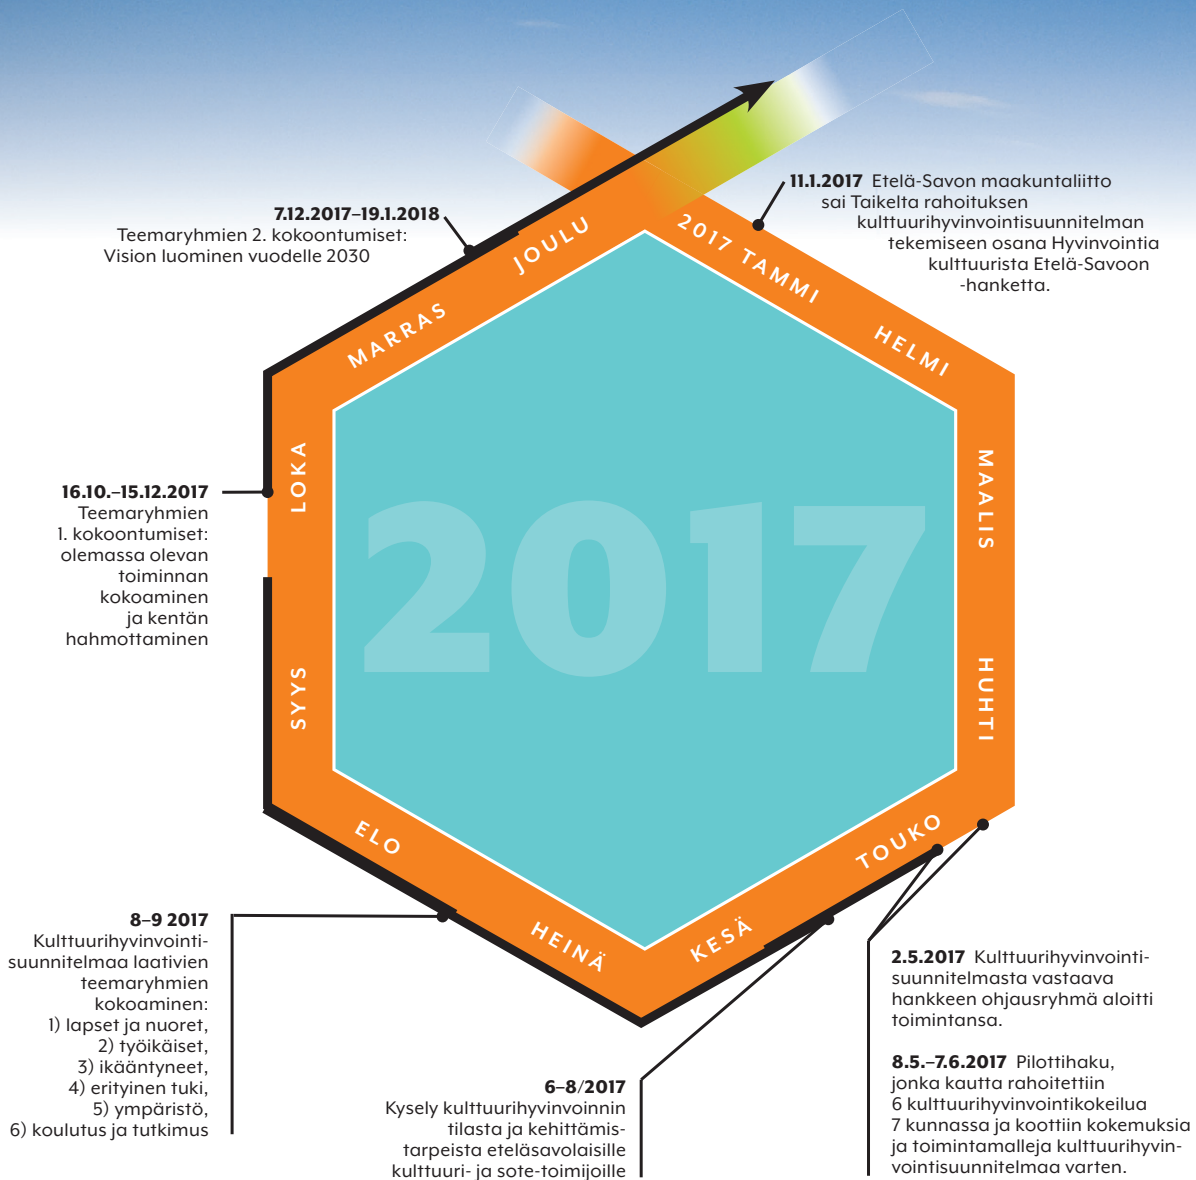 7.12.2017–19.1.2018
Teemaryhmien 2. kokoontumiset:
Vision luominen vuodelle 2030
11.1.2017 Etelä-Savon maakuntaliitto
sai Taikelta rahoituksen
kulttuurihyvinvointisuunnitelman
tekemiseen osana Hyvinvointia
kulttuurista Etelä-Savoon
-hanketta.
2017 TAMMI
HELMI
MAALIS
HUHTI
TOUKO
KESÄ
HEINÄ
ELO
SYYS
LOKA
MARRAS
JOULU
2017
16.10.–15.12.2017
Teemaryhmien
1. kokoontumiset:
olemassa olevan
toiminnan
kokoaminen
ja kentän
hahmottaminen
8–9 2017
Kulttuurihyvinvointi-
suunnitelmaa laativien
teemaryhmien
kokoaminen:
1) lapset ja nuoret,
2) työikäiset,
3) ikääntyneet,
4) erityinen tuki,
5) ympäristö,
6) koulutus ja tutkimus
6–8/2017
Kysely kulttuurihyvinvoinnin
tilasta ja kehittämis-
tarpeista eteläsavolaisille
kulttuuri- ja sote-toimijoille
2.5.2017 Kulttuurihyvinvointi-
suunnitelmasta vastaava
hankkeen ohjausryhmä aloitti
toimintansa.
8.5.–7.6.2017 Pilottihaku,
jonka kautta rahoitettiin
6 kulttuurihyvinvointikokeilua
7 kunnassa ja koottiin kokemuksia
ja toimintamalleja kulttuurihyvin-
vointisuunnitelmaa varten.